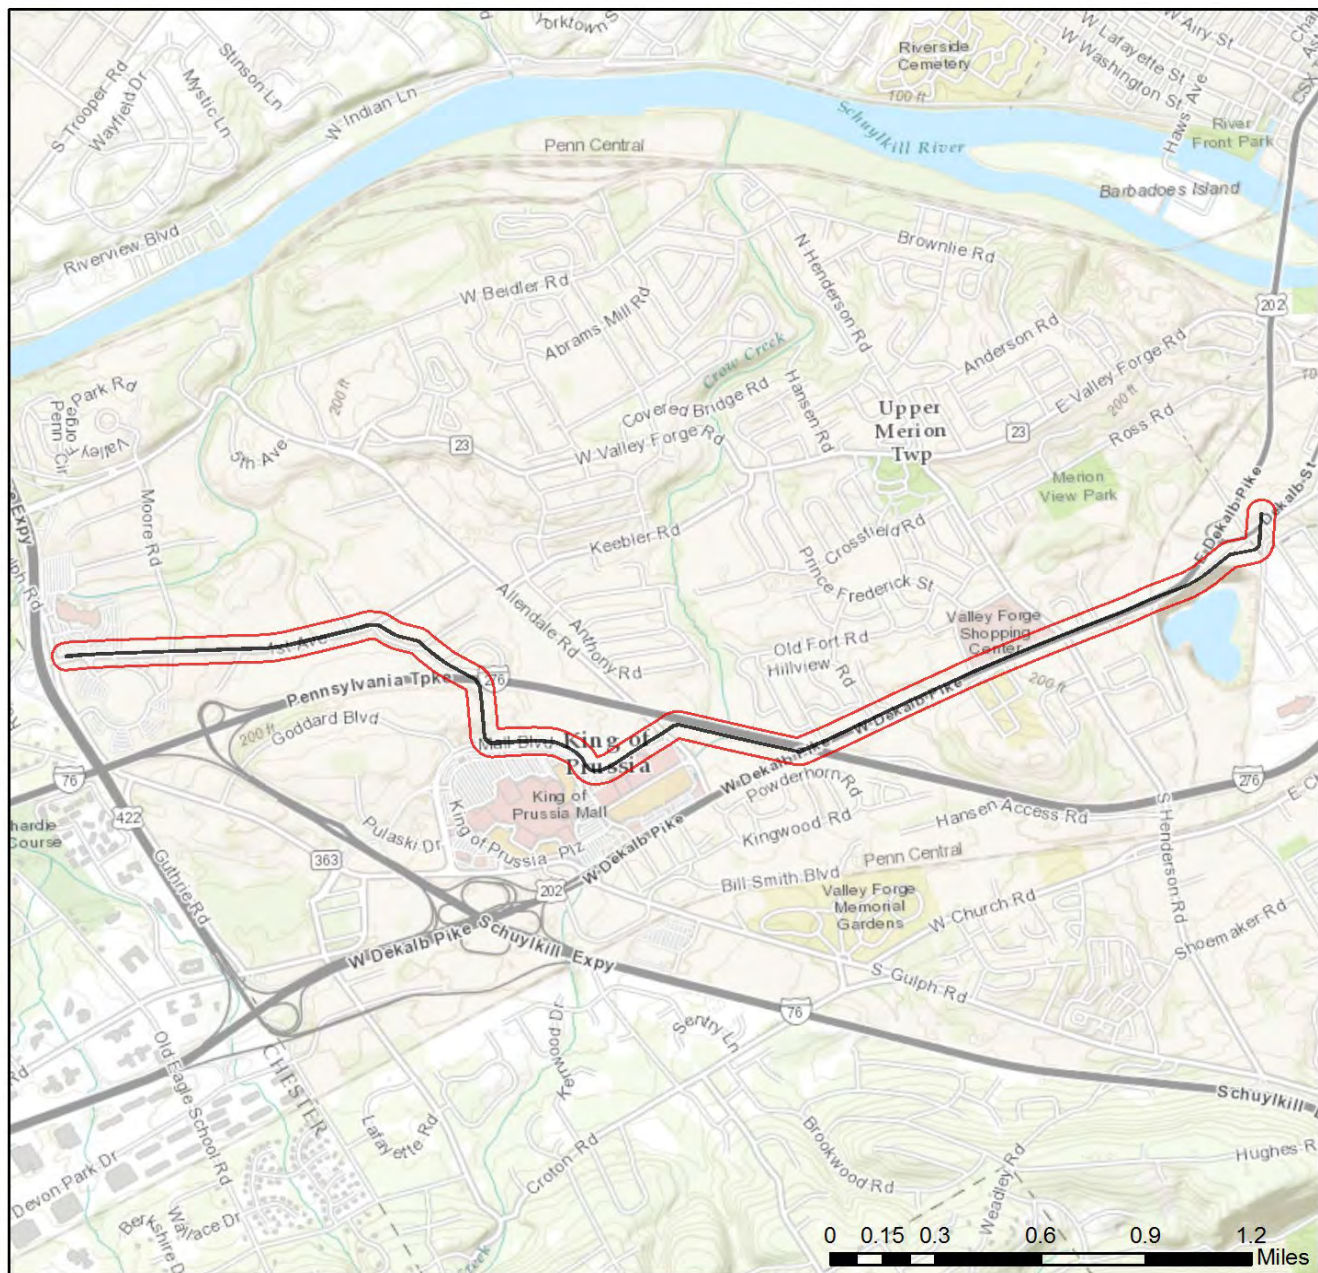 Yorktown S
W Airy St
Cha
Ast
W Lafayette St
W Washington St
CSX
Riverside
Cemetery
100 ft
S Trooper Rd
Wayfield Dr
Mystic Ln
Stinson Ln
W Indian Ln
Haws Ave
River
Front Park
Penn Central
Schuylkill River
Barbadoes Island
Riverview Blvd
N Henderson Rd
Brownlie Rd
W Beidler Rd
Abrams Mill Rd
202
Anderson Rd
Crow Creek
E Valley Forge Rd
Hansen Rd
Park Rd
Valley
Forge
Penn Cir
200 ft
Covered Bridge Rd
Upper
Merion
Twp
200 ft
Ross Rd
5th Ave
23
W Valley Forge Rd
23
Merion
View Park
Expy
Moore Rd
Keebler Rd
Crossfield Rd
E Dekalb Pike
Dekalb St
ulph Rd
Prince Frederick St
Allendale Rd
Anthony Rd
Valley Forge
Shopping
Center
1st Ave
Old Fort Rd
Hillview
Rd
276
Pennsylvania Tpke
200 ft
Goddard Blvd
W Dekalb Pike
200 ft
Mall Blvd
King of
Prussia
W Dekalb Pike
76
Powderhorn Rd
276
E C
King of
Prussia Mall
422
hardie
Course
Pulaski Dr
King of Prussia Plz
Kingwood Rd
Hansen Access Rd
S Henderson Rd
363
W Dekalb Pike
Penn Central
Guthrie Rd
202
Bill Smith Blvd
Valley Forge
Memorial
Gardens
W Church Rd
Shoemaker Rd
W Dekalb Pike
Schuylkill Expy
S Gulph Rd
76
Sentry Ln
Kenwood Dr
Rd
Old Eagle School Rd
CHESTER
Lafayette Rd
Schuylkill
Croton Rd
Brookwood Rd
Weadley Rd
Hughes R
Devon Park Dr
Wallace Dr
Berkshire D
reek
0 0.15 0.3 0.6 0.9 1.2
Miles